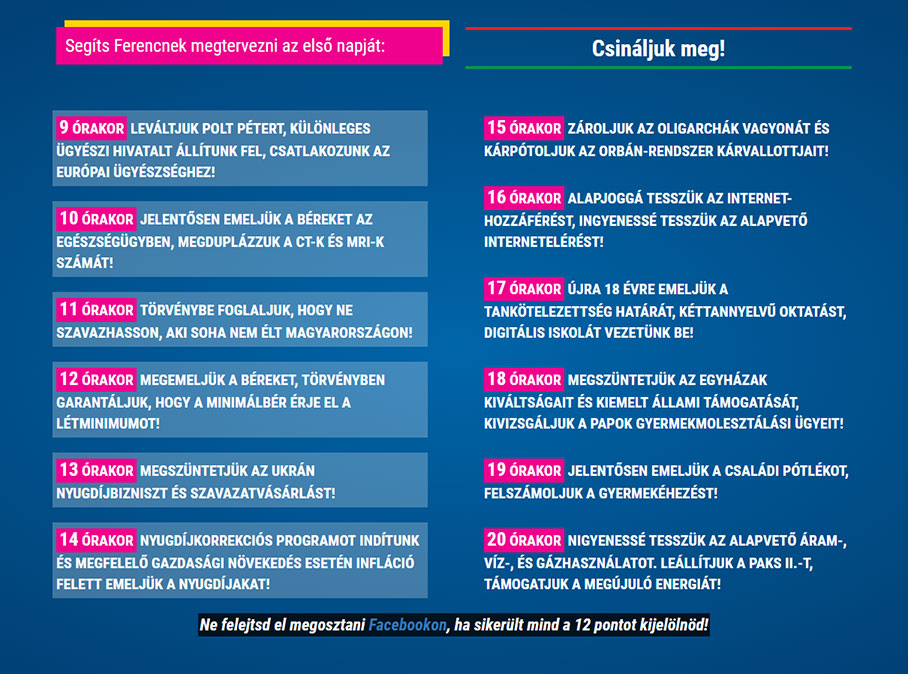 Segíts Ferencnek megtervezni az első napját:
Csináljuk meg!
9 ÓRAKOR LEVÁLTJUK POLT PÉTERT, KÜLÖNLEGES
ÜGYÉSZI HIVATALT ÁLLÍTUNK FEL, CSATLAKOZUNK AZ
EURÓPAI ÜGYÉSZSÉGHEZ!
10 ÓRAKOR JELENTŐSEN EMELJÜK A BÉREKET AZ
EGÉSZSÉGÜGYBEN, MEGDUPLÁZZUK A CT-K ÉS MRI-K
SZÁMÁT!
11 ÓRAKOR TÖRVÉNYBE FOGLALJUK, HOGY NE
SZAVAZHASSON, AKI SOHA NEM ÉLT MAGYARORSZÁGON!
12 ÓRAKOR MEGEMELJÜK A BÉREKET, TÖRVÉNYBEN
GARANTÁLJUK, HOGY A MINIMÁLBÉR ÉRJE EL A
LÉTMINIMUMOT!
13 ÓRAKOR MEGSZÜNTETJÜK AZ UKRÁN
NYUGDÍJBIZNISZT ÉS SZAVAZATVÁSÁRLÁST!
14 ÓRAKOR NYUGDÍJKORREKCIÓS PROGRAMOT INDÍTUNK
ÉS MEGFELELŐ GAZDASÁGI NÖVEKEDÉS ESETÉN INFLÁCIÓ
FELETT EMELJÜK A NYUGDÍJAKAT!
15 ÓRAKOR ZÁROLJUK AZ OLIGARCHÁK VAGYONÁT ÉS
KÁRPÓTOLJUK AZ ORBÁN-RENDSZER KÁRVALLOTTJAIT!
16 ÓRAKOR ALAPJOGGÁ TESSZÜK AZ INTERNET-
HOZZÁFÉRÉST, INGYENESSÉ TESSZÜK AZ ALAPVETŐ
INTERNETELÉRÉST!
17 ÓRAKOR ÚJRA 18 ÉVRE EMELJÜK A
TANKÖTELEZETTSÉG HATÁRÁT, KÉTTANNYELVŰ OKTATÁST,
DIGITÁLIS ISKOLÁT VEZETÜNK BE!
18 ÓRAKOR MEGSZÜNTETJÜK AZ EGYHÁZAK
KIVÁLTSÁGAIT ÉS KIEMELT ÁLLAMI TÁMOGATÁSÁT,
KIVIZSGÁLJUK A PAPOK GYERMEKMOLESZTÁLÁSI ÜGYEIT!
19 ÓRAKOR JELENTŐSEN EMELJÜK A CSALÁDI PÓTLÉKOT,
FELSZÁMOLJUK A GYERMEKÉHEZÉST!
20 ÓRAKOR NIGYENESSÉ TESSZÜK AZ ALAPVETŐ ÁRAM-,
VÍZ-, ÉS GÁZHASZNÁLATOT. LEÁLLÍTJUK A PAKS II.-T,
TÁMOGATJUK A MEGÚJULÓ ENERGIÁT!
Ne felejtsd el megosztani Facebookon, ha sikerült mind a 12 pontot kijelölnöd!